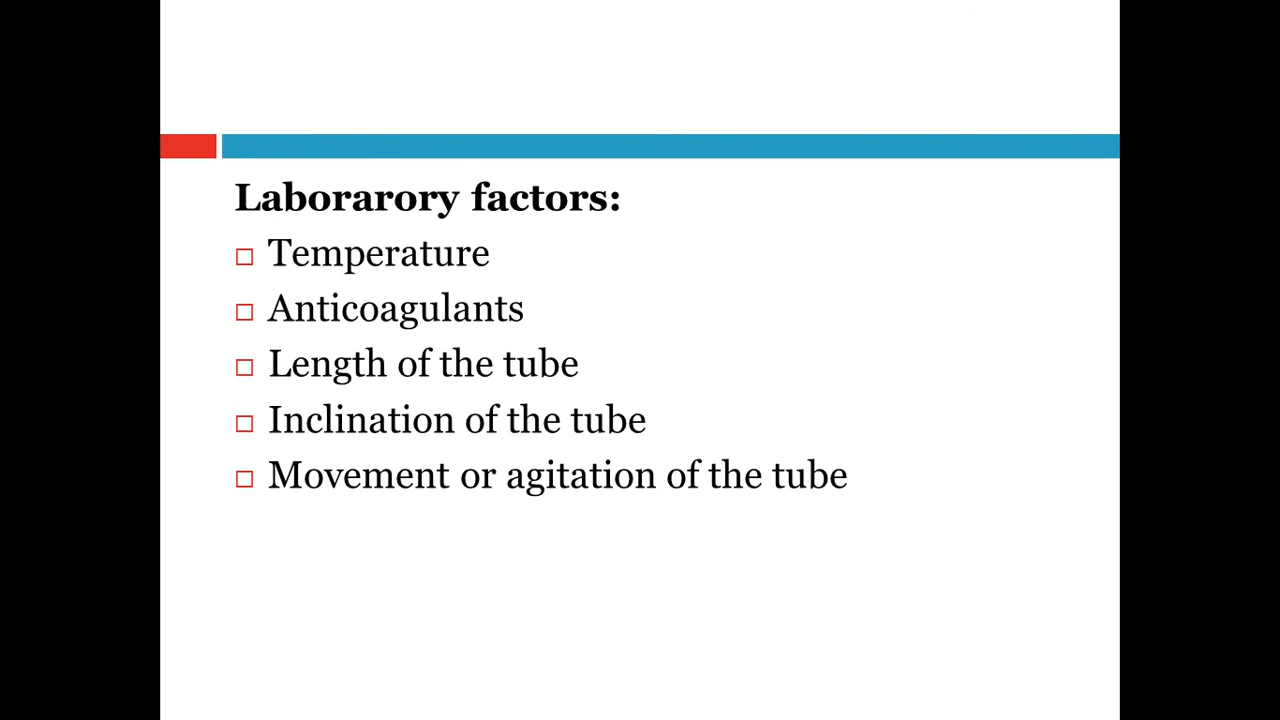 Laborarory factors:
Temperature
Anticoagulants
Length of the tube
Inclination of the tube
Movement or agitation of the tube